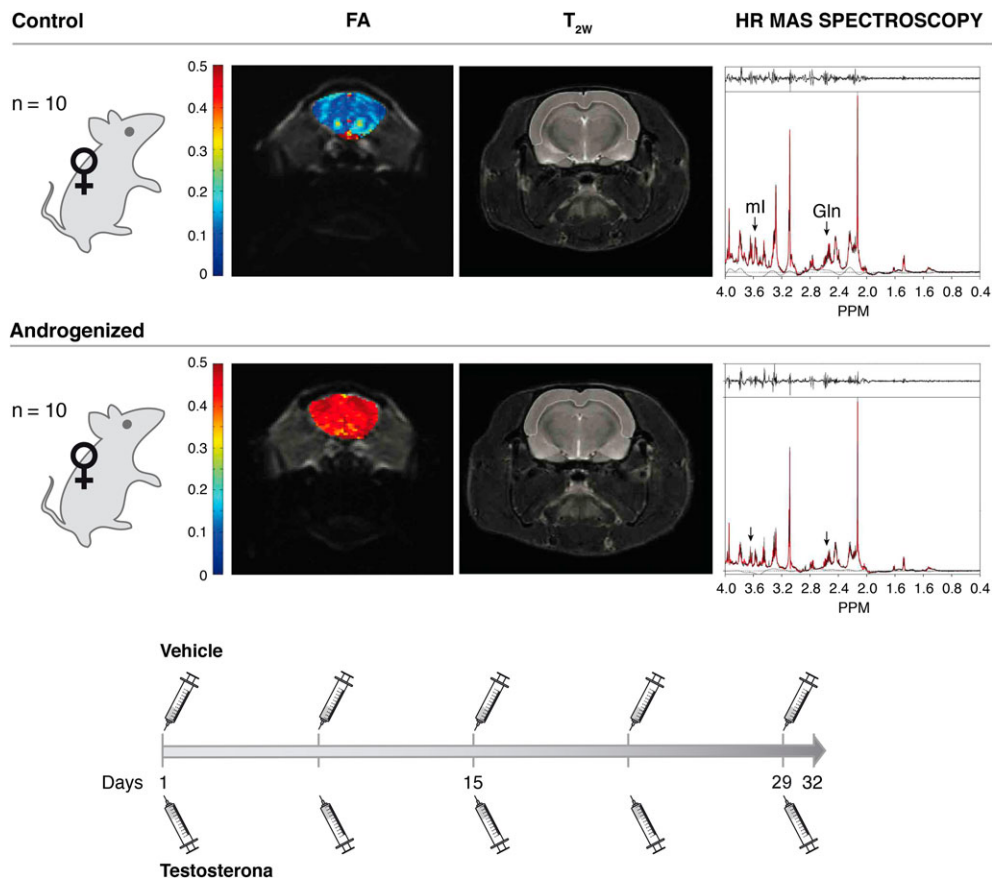 Control FA T2W HR MAS SPECTROSCOPY
n = 10
0.5
0.4
0.3
0.2
0.1
0
mI Gln
4.0 3.6 3.2 2.8 2.4 2.0 1.6 1.2 0.4
PPM
Androgenized
n = 10
0.5
0.4
0.3
0.2
0.1
0
4.0 3.6 3.2 2.8 2.4 2.0 1.6 1.2 0.4
PPM
Vehicle
Days 1 15 29 32
Testosterona